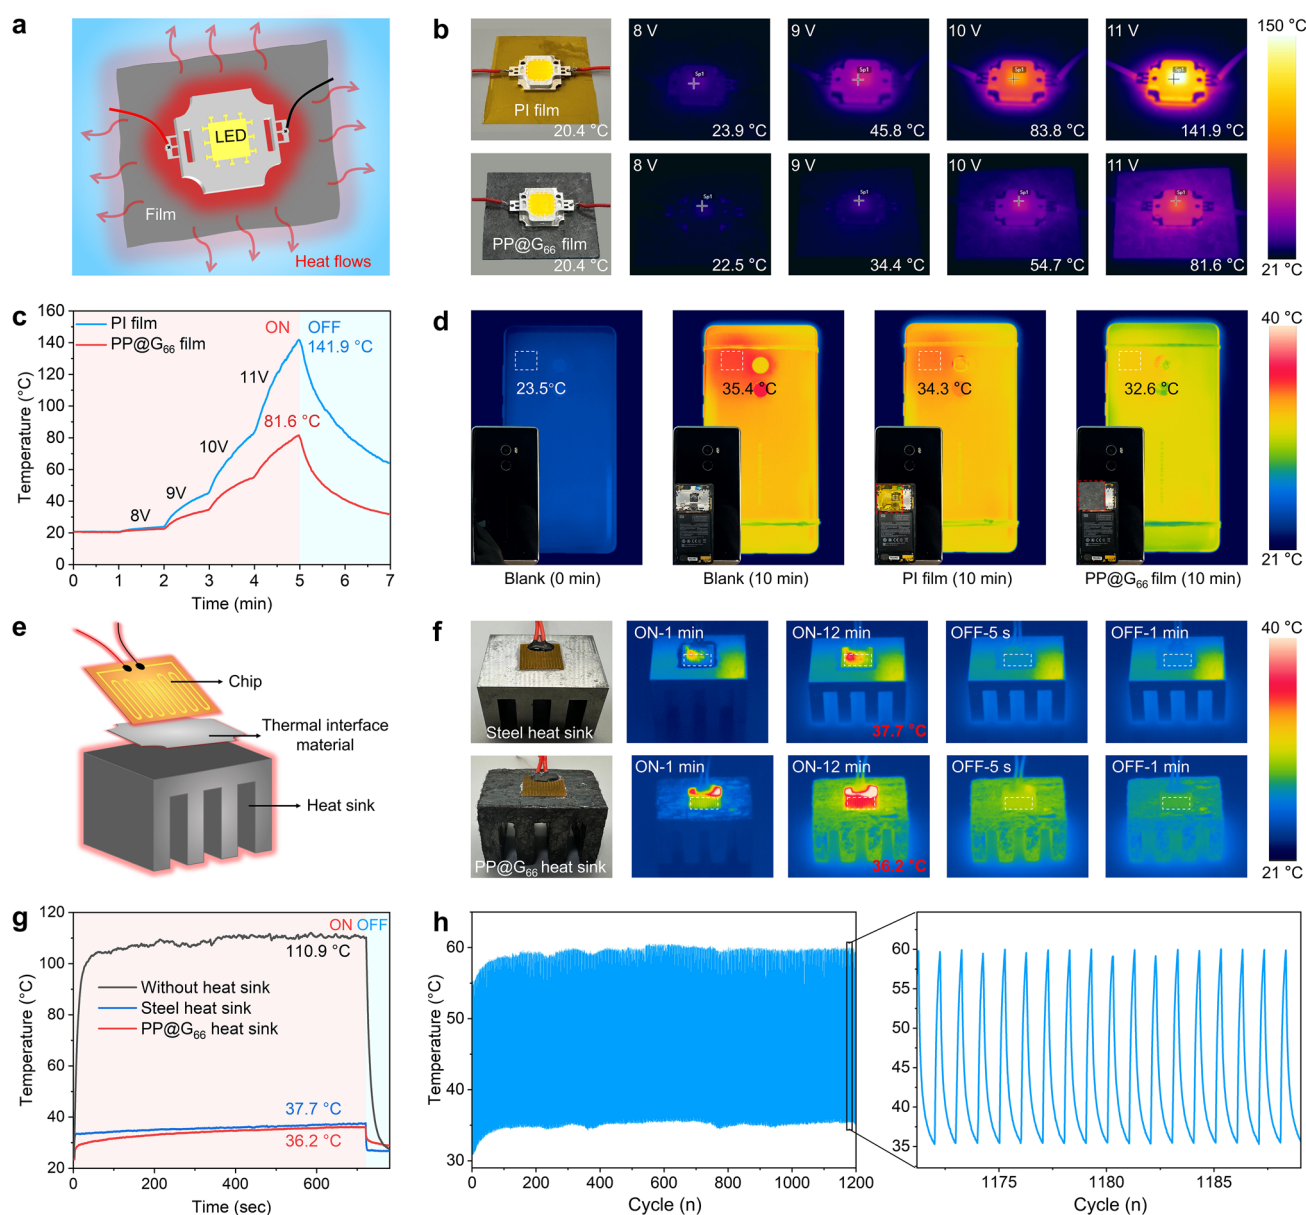 a
LED
Film
Heat flows
b
PI film
20.4 °C
8 V
Sp1
23.9 °C
9 V
Sp1
45.8 °C
10 V
Sp1
83.8 °C
11 V
Sp1
141.9 °C
150 °C
PP@G66 film
20.4 °C
8 V
Sp1
22.5 °C
9 V
Sp1
34.4 °C
10 V
Sp1
54.7 °C
11 V
Sp1
81.6 °C
21 °C
c
Temperature (°C)
160
140
120
100
80
60
40
20
0
PI film
PP@G66 film
ON
OFF
141.9 °C
11V
81.6 °C
10V
9V
8V
0
1
2
3
4
5
6
7
Time (min)
d
23.5°C
Blank (0 min)
35.4 °C
Blank (10 min)
34.3 °C
PI film (10 min)
32.6 °C
PP@G66 film (10 min)
40 °C
21 °C
e
Chip
Thermal interface
material
Heat sink
f
Steel heat sink
ON-1 min
ON-12 min
37.7 °C
OFF-5 s
OFF-1 min
PP@G66 heat sink
ON-1 min
ON-12 min
36.2 °C
OFF-5 s
OFF-1 min
40 °C
21 °C
g
Temperature (°C)
120
100
80
60
40
20
ON OFF
110.9 °C
Without heat sink
Steel heat sink
PP@G66 heat sink
37.7 °C
36.2 °C
0
200
400
600
Time (sec)
h
Temperature (°C)
60
50
40
30
0
200
400
600
800
1000
1200
Cycle (n)
60
55
50
45
40
35
1175
1180
1185
Cycle (n)